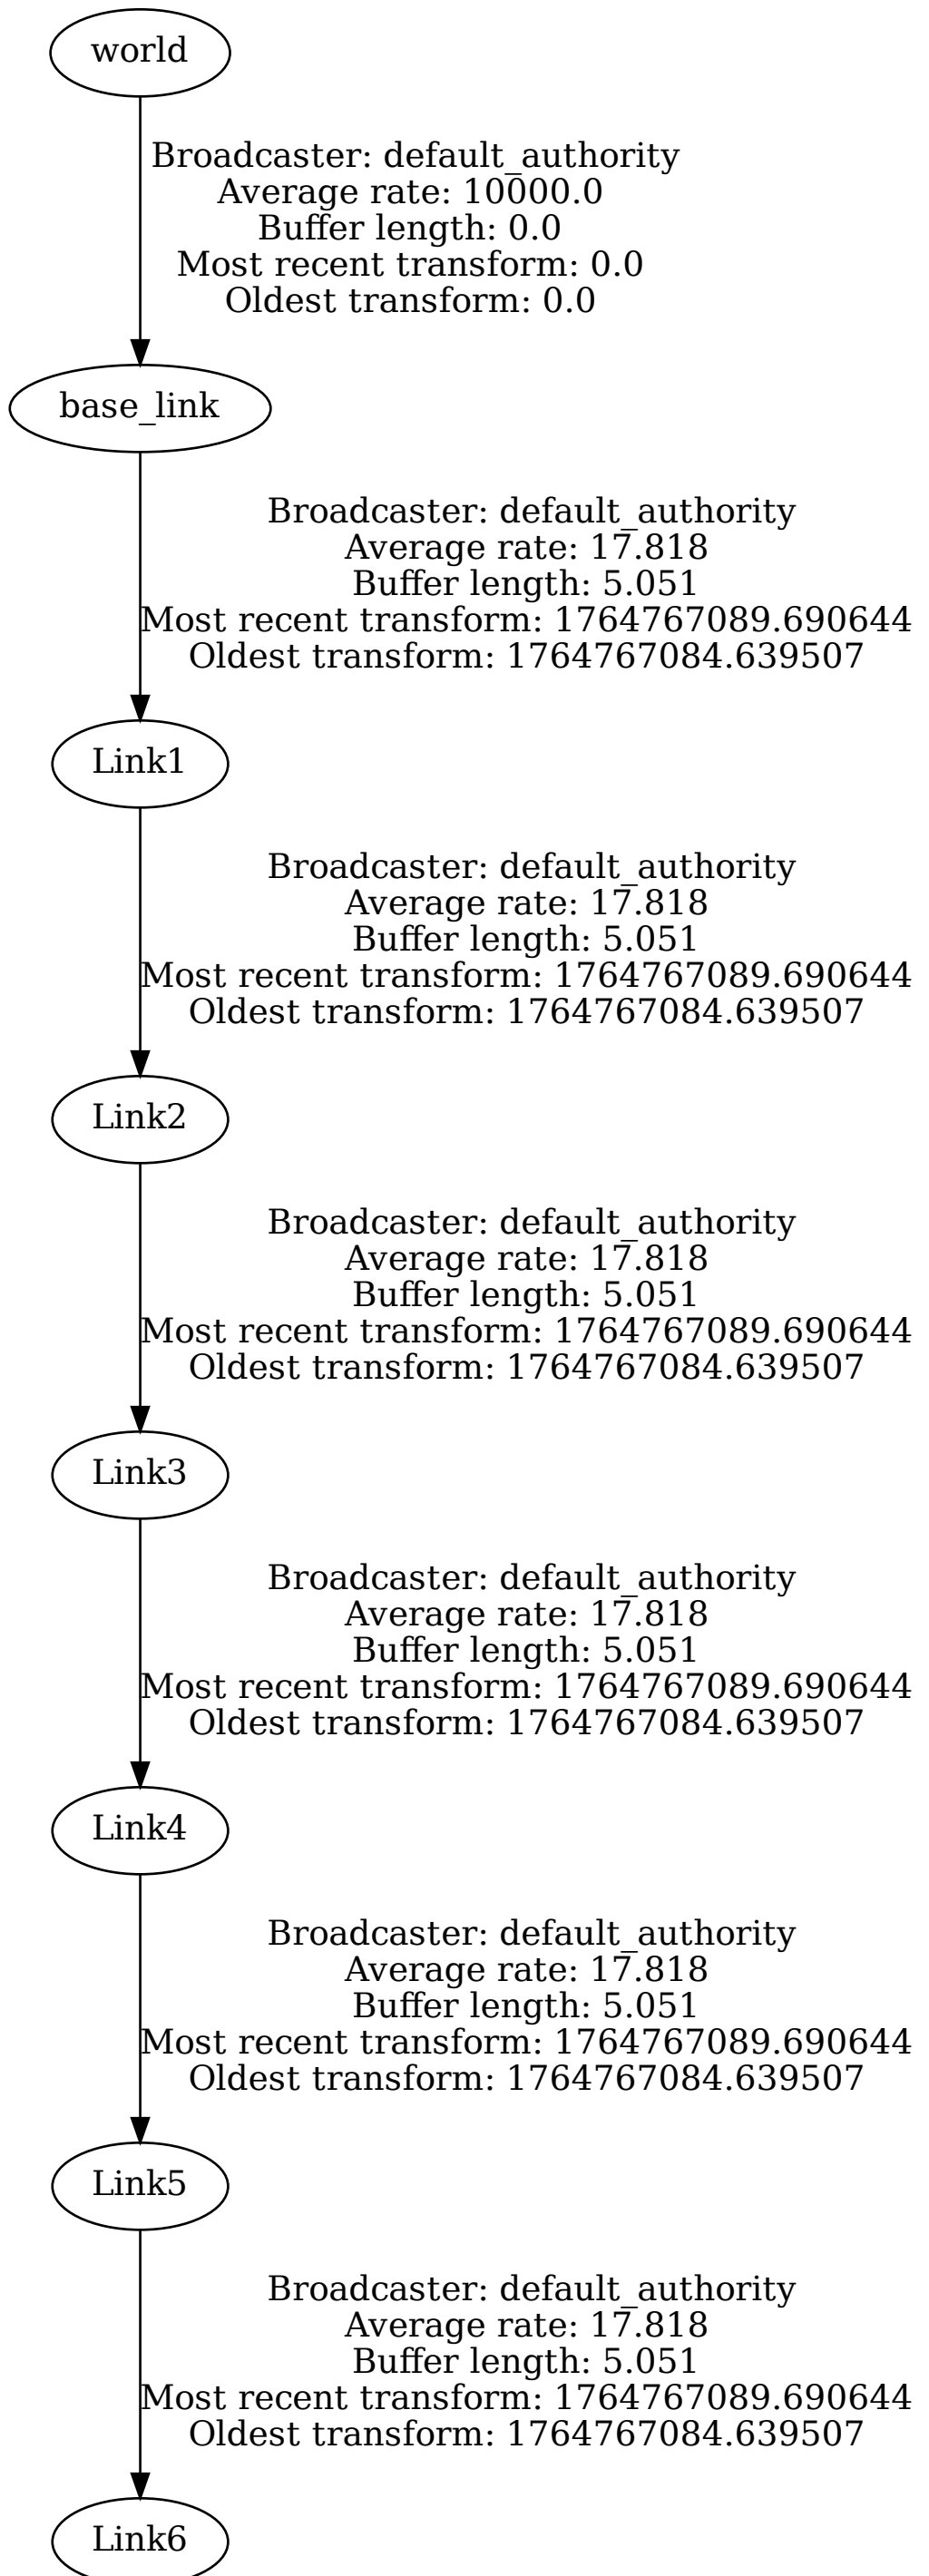 world
Broadcaster: default_authority
Average rate: 10000.0
Buffer length: 0.0
Most recent transform: 0.0
Oldest transform: 0.0
base_link
Broadcaster: default_authority
Average rate: 17.818
Buffer length: 5.051
Most recent transform: 1764767089.690644
Oldest transform: 1764767084.639507
Link1
Broadcaster: default_authority
Average rate: 17.818
Buffer length: 5.051
Most recent transform: 1764767089.690644
Oldest transform: 1764767084.639507
Link2
Broadcaster: default_authority
Average rate: 17.818
Buffer length: 5.051
Most recent transform: 1764767089.690644
Oldest transform: 1764767084.639507
Link3
Broadcaster: default_authority
Average rate: 17.818
Buffer length: 5.051
Most recent transform: 1764767089.690644
Oldest transform: 1764767084.639507
Link4
Broadcaster: default_authority
Average rate: 17.818
Buffer length: 5.051
Most recent transform: 1764767089.690644
Oldest transform: 1764767084.639507
Link5
Broadcaster: default_authority
Average rate: 17.818
Buffer length: 5.051
Most recent transform: 1764767089.690644
Oldest transform: 1764767084.639507
Link6